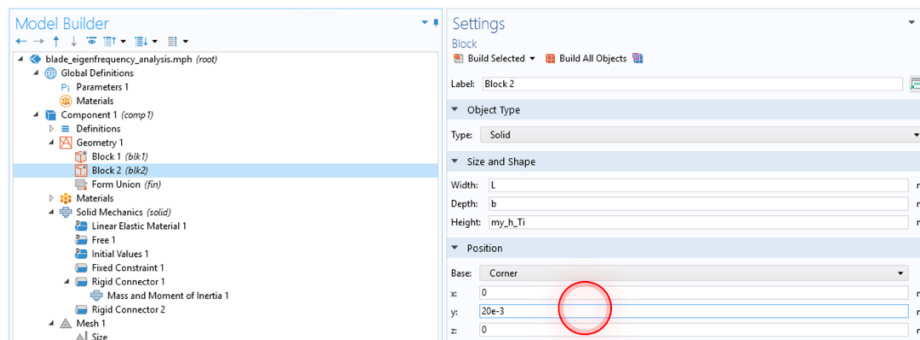 Model Builder
blade_eigenfrequency_analysis.mph (root)
Global Definitions
Pi Parameters 1
Materials
Component 1 (comp1)
Definitions
Geometry 1
Block 1 (blk1)
Block 2 (blk2)
Form Union (fin)
Materials
Solid Mechanics (solid)
Linear Elastic Material 1
Free 1
Initial Values 1
Fixed Constraint 1
Rigid Connector 1
Mass and Moment of Inertia 1
Rigid Connector 2
Mesh 1
Size
Settings
Block
Build Selected Build All Objects
Label: Block 2
Object Type
Type: Solid
Size and Shape
Width: L
Depth: b
Height: my_h_Ti
Position
Base: Corner
x: 0
y: 20e-3
z: 0